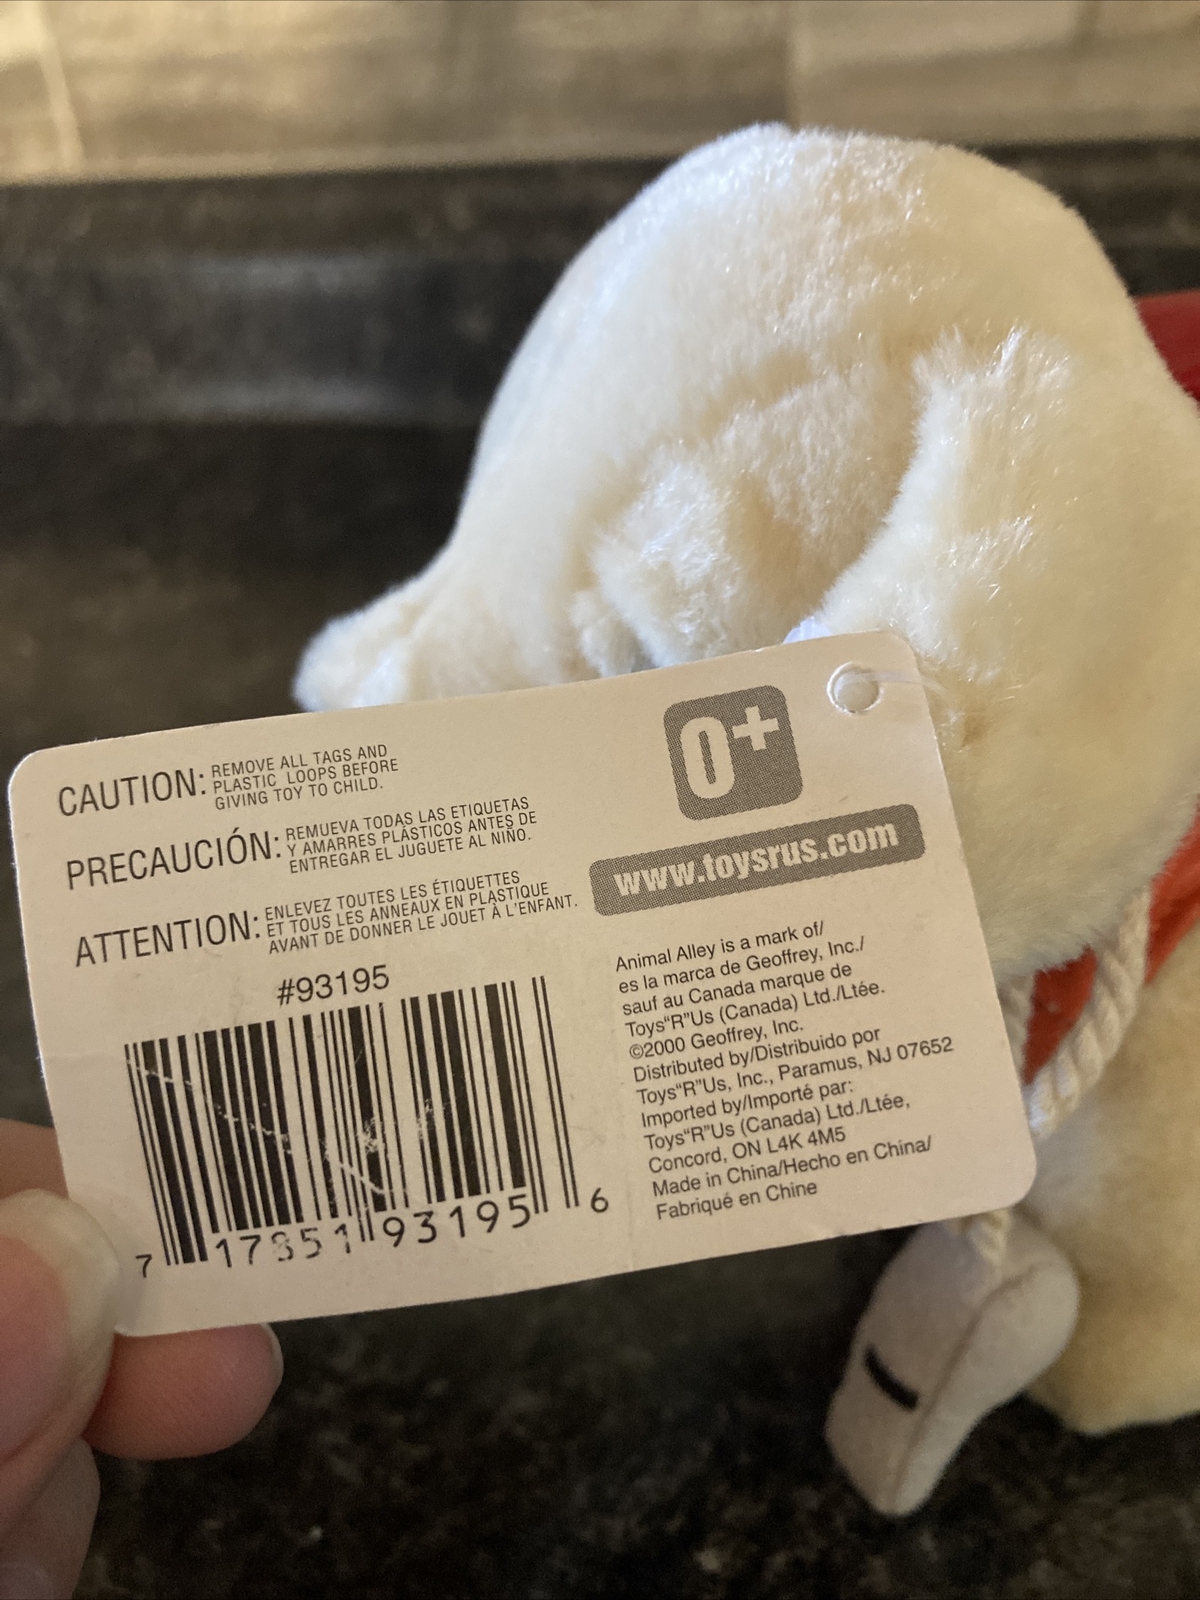 CAUTION: REMOVE ALL TAGS AND
PLASTIC LOOPS BEFORE
GIVING TOY TO CHILD.
PRECAUCIÓN: REMUEVA TODAS LAS ETIQUETAS
Y AMARRES PLÁSTICOS ANTES DE
ENTREGAR EL JUGUETE AL NIÑO.
ATTENTION: ENLEVEZ TOUTES LES ÉTIQUETTES
ET TOUS LES ANNEAUX EN PLASTIQUE
AVANT DE DONNER LE JOUET À L'ENFANT.
#93195
7 17851 93195 6
0+
www.toysrus.com
Animal Alley is a mark of/
es la marca de Geoffrey, Inc./
sauf au Canada marque de
Toys"R"Us (Canada) Ltd./Ltée.
©2000 Geoffrey, Inc.
Distributed by/Distribuido por
Toys"R"Us, Inc., Paramus, NJ 07652
Imported by/Importé par:
Toys"R"Us (Canada) Ltd./Ltée,
Concord, ON L4K 4M5
Made in China/Hecho en China/
Fabriqué en Chine